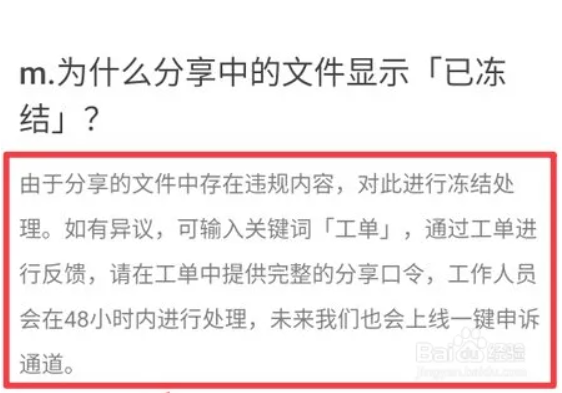 m.为什么分享中的文件显示「已冻
结」？
由于分享的文件中存在违规内容，对此进行冻结处
理。如有异议，可输入关键词「工单」，通过工单进
行反馈，请在工单中提供完整的分享口令，工作人员
会在48小时内进行处理，未来我们也会上线一键申诉
通道。
Baidu 经验
jingyan.baidu.com